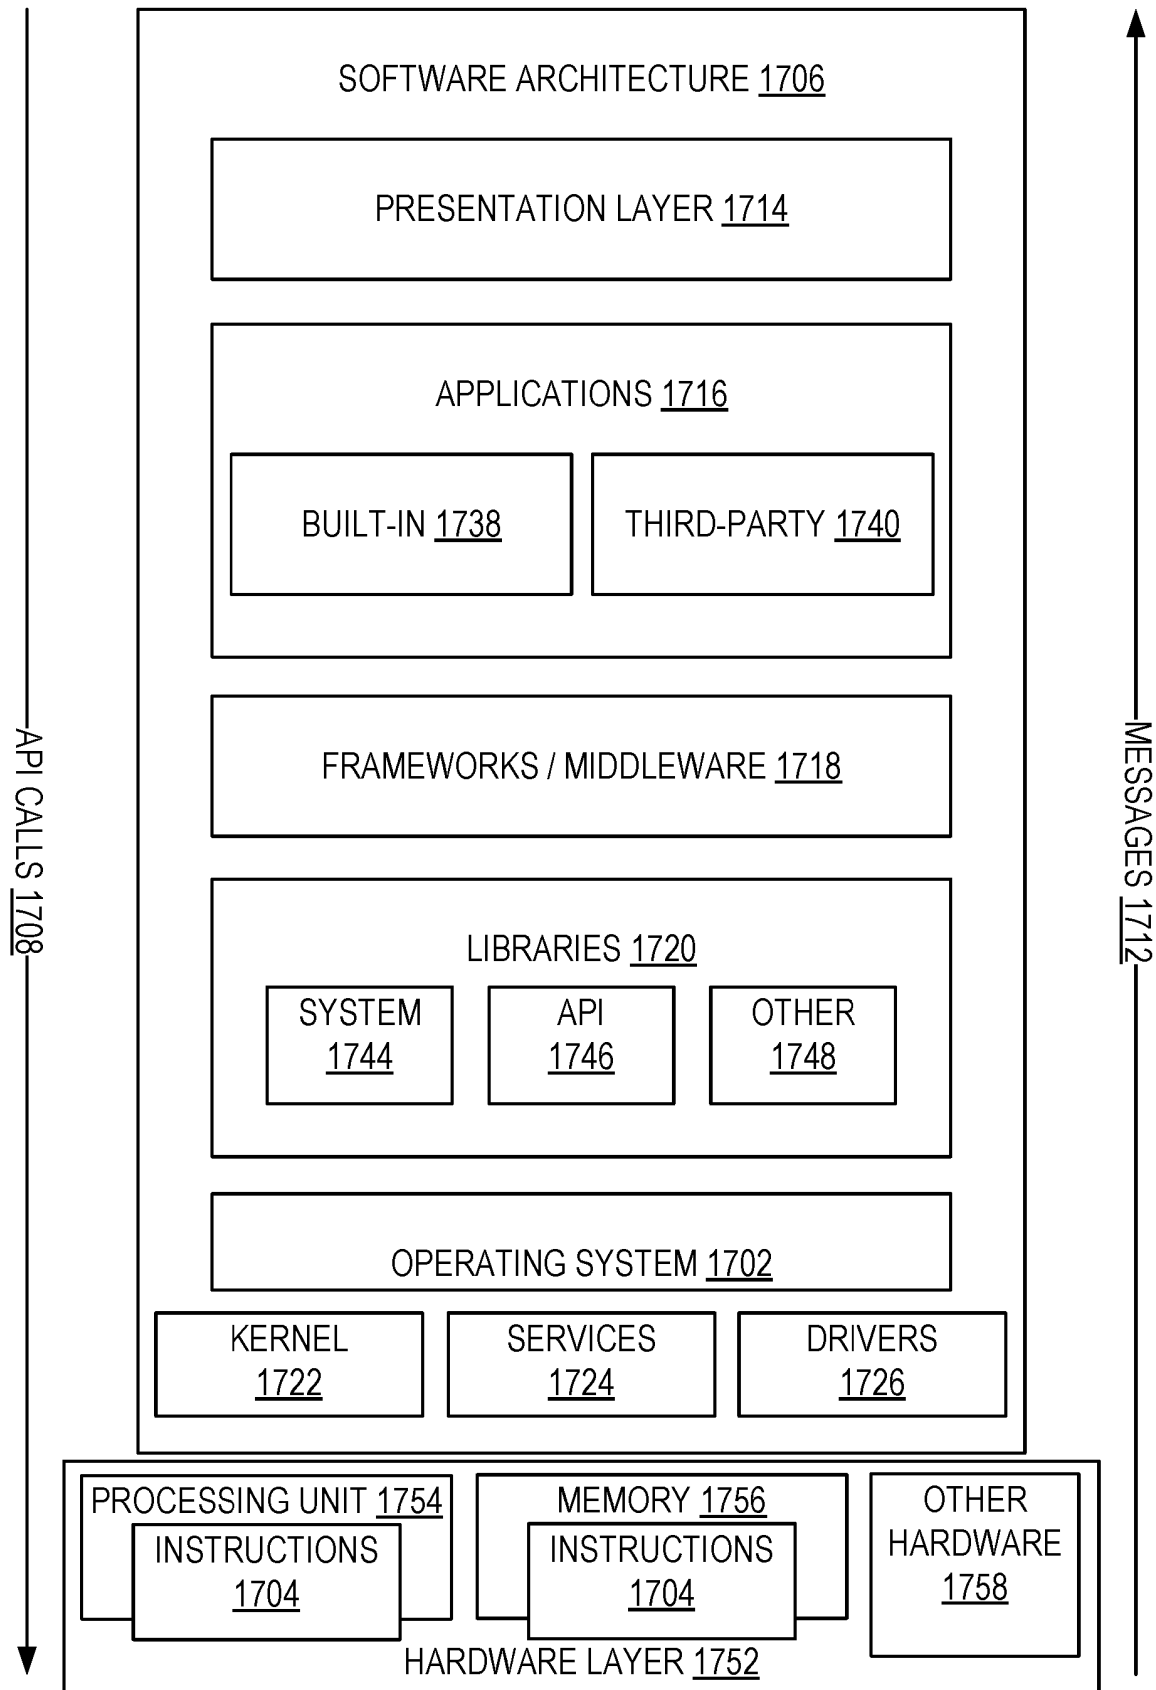 SOFTWARE ARCHITECTURE 1706
PRESENTATION LAYER 1714
APPLICATIONS 1716
BUILT-IN 1738
THIRD-PARTY 1740
FRAMEWORKS / MIDDLEWARE 1718
API CALLS 1708
MESSAGES 1712
LIBRARIES 1720
SYSTEM
1744
API
1746
OTHER
1748
OPERATING SYSTEM 1702
KERNEL
1722
SERVICES
1724
DRIVERS
1726
PROCESSING UNIT 1754
INSTRUCTIONS
1704
MEMORY 1756
INSTRUCTIONS
1704
OTHER
HARDWARE
1758
HARDWARE LAYER 1752